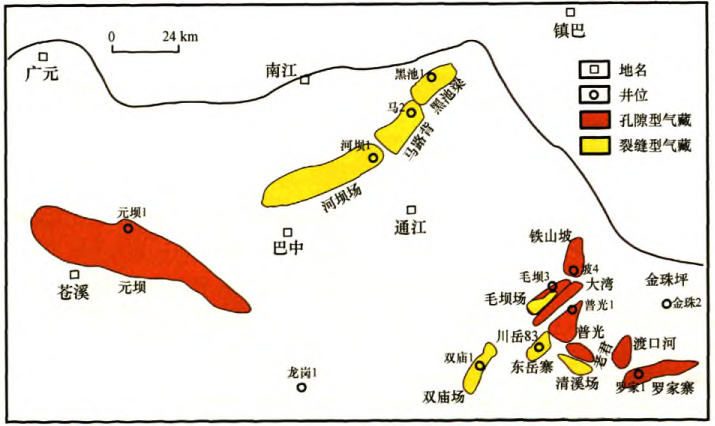 镇巴
0 24 km
广元
南江
黑池1
黑池梁
马2
马路背
河坝1
河坝场
地名
井位
孔隙型气藏
裂缝型气藏
元坝1
元坝
苍溪
巴中
通江
铁山坡
坡4
毛坝3
大湾
毛坝场
普光1
普光
金珠坪
金珠2
川岳83
东岳寨
老君
渡口河
清溪场
双庙1
双庙场
龙岗1
罗家1
罗家寨